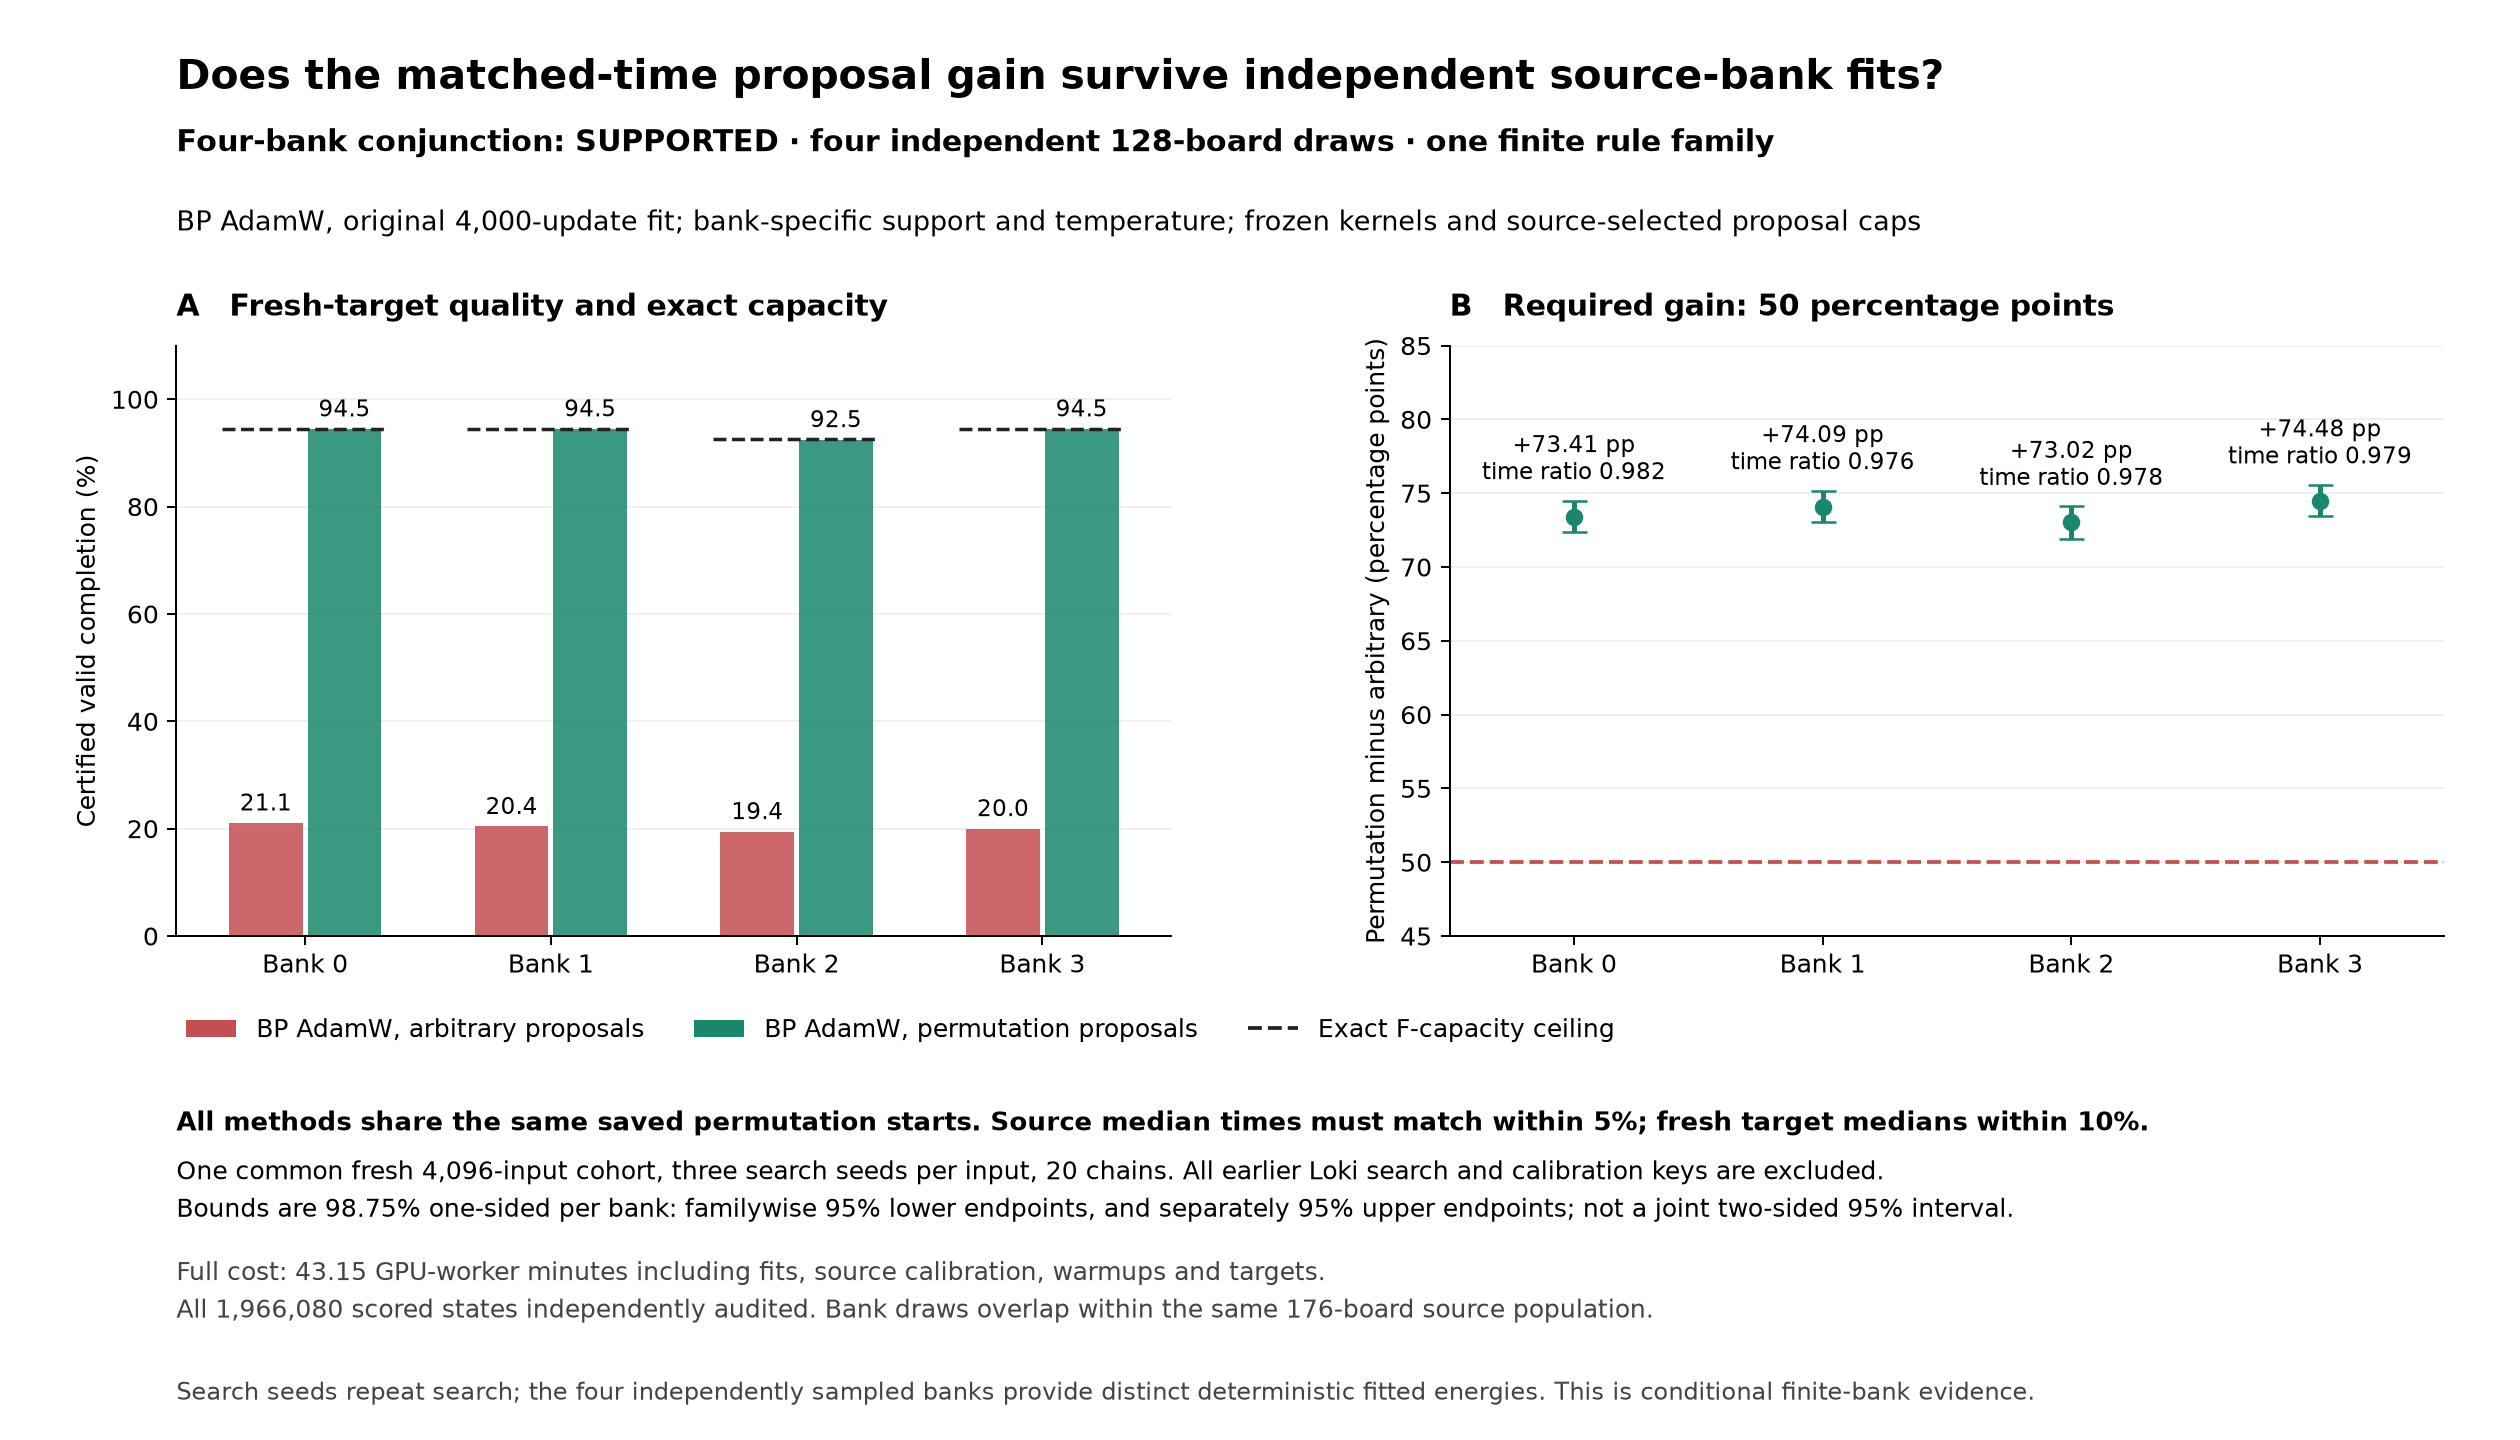 Does the matched-time proposal gain survive independent source-bank fits?
Four-bank conjunction: SUPPORTED · four independent 128-board draws · one finite rule family
BP AdamW, original 4,000-update fit; bank-specific support and temperature; frozen kernels and source-selected proposal caps
A Fresh-target quality and exact capacity
Certified valid completion (%)
100
80
60
40
20
0
94.5
94.5
92.5
94.5
21.1
20.4
19.4
20.0
Bank 0
Bank 1
Bank 2
Bank 3
B Required gain: 50 percentage points
Permutation minus arbitrary (percentage points)
85
80
75
70
65
60
55
50
45
+73.41 pp
time ratio 0.982
+74.09 pp
time ratio 0.976
+73.02 pp
time ratio 0.978
+74.48 pp
time ratio 0.979
Bank 0
Bank 1
Bank 2
Bank 3
BP AdamW, arbitrary proposals
BP AdamW, permutation proposals
Exact F-capacity ceiling
All methods share the same saved permutation starts. Source median times must match within 5%; fresh target medians within 10%.
One common fresh 4,096-input cohort, three search seeds per input, 20 chains. All earlier Loki search and calibration keys are excluded.
Bounds are 98.75% one-sided per bank: familywise 95% lower endpoints, and separately 95% upper endpoints; not a joint two-sided 95% interval.
Full cost: 43.15 GPU-worker minutes including fits, source calibration, warmups and targets.
All 1,966,080 scored states independently audited. Bank draws overlap within the same 176-board source population.
Search seeds repeat search; the four independently sampled banks provide distinct deterministic fitted energies. This is conditional finite-bank evidence.